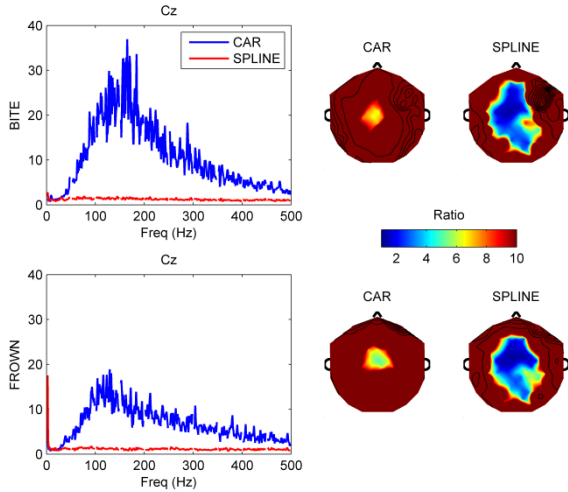 Cz
40
30
20
10
0
BITE
CAR
SPLINE
0 100 200 300 400 500
Freq (Hz)
CAR SPLINE
Ratio
2 4 6 8 10
Cz
40
30
20
10
0
FROWN
0 100 200 300 400 500
Freq (Hz)
CAR SPLINE